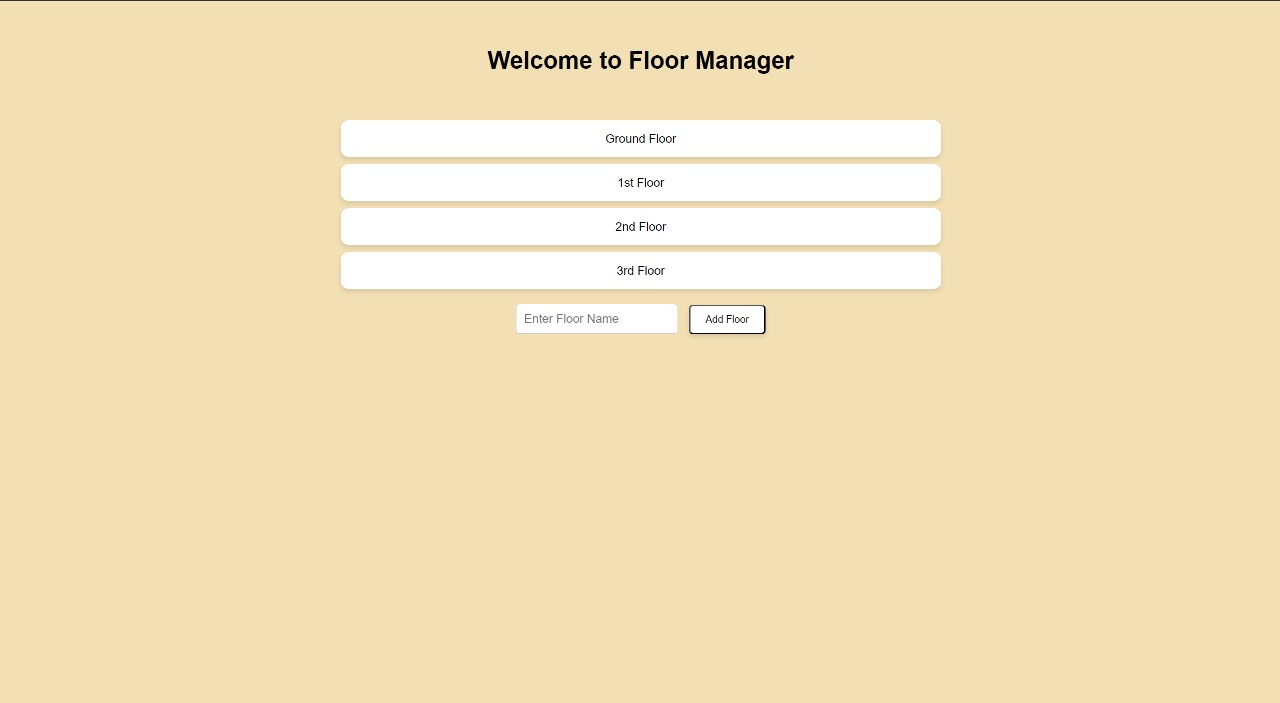 Welcome to Floor Manager
Ground Floor
1st Floor
2nd Floor
3rd Floor
Enter Floor Name Add Floor